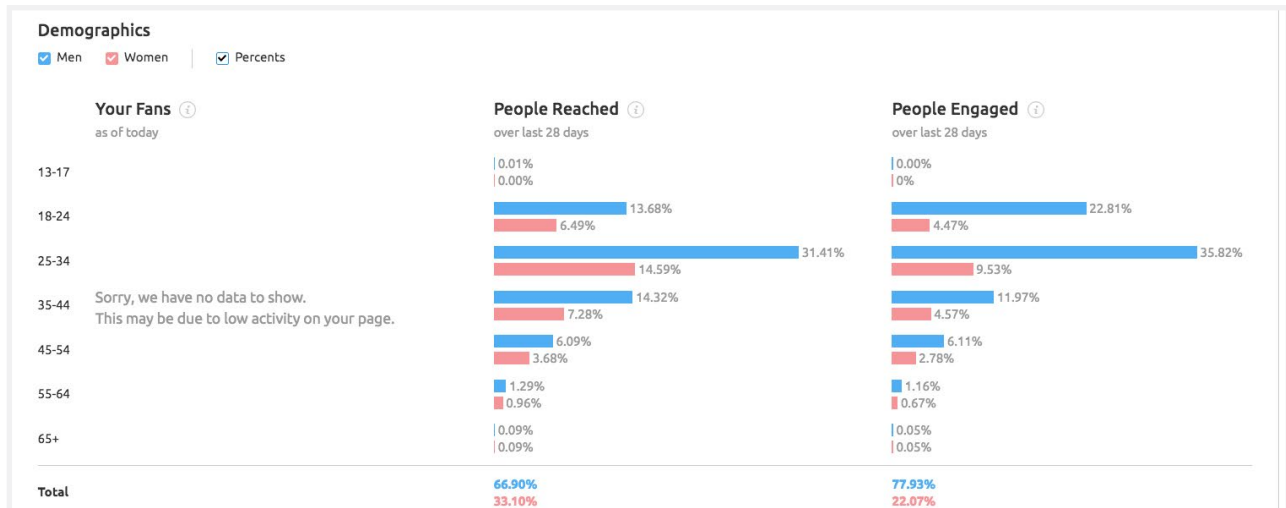 Demographics
Men Women Percents
Your Fans People Reached People Engaged
as of today over last 28 days over last 28 days
13-17 0.01% 0.00%
0.00% 0%
18-24 13.68% 22.81%
6.49% 4.47%
25-34 31.41% 35.82%
14.59% 9.53%
35-44 Sorry, we have no data to show. 14.32% 11.97%
This may be due to low activity on your page. 7.28% 4.57%
45-54 6.09% 6.11%
3.68% 2.78%
55-64 1.29% 1.16%
0.96% 0.67%
65+ 0.09% 0.05%
0.09% 0.05%
Total 66.90% 77.93%
33.10% 22.07%